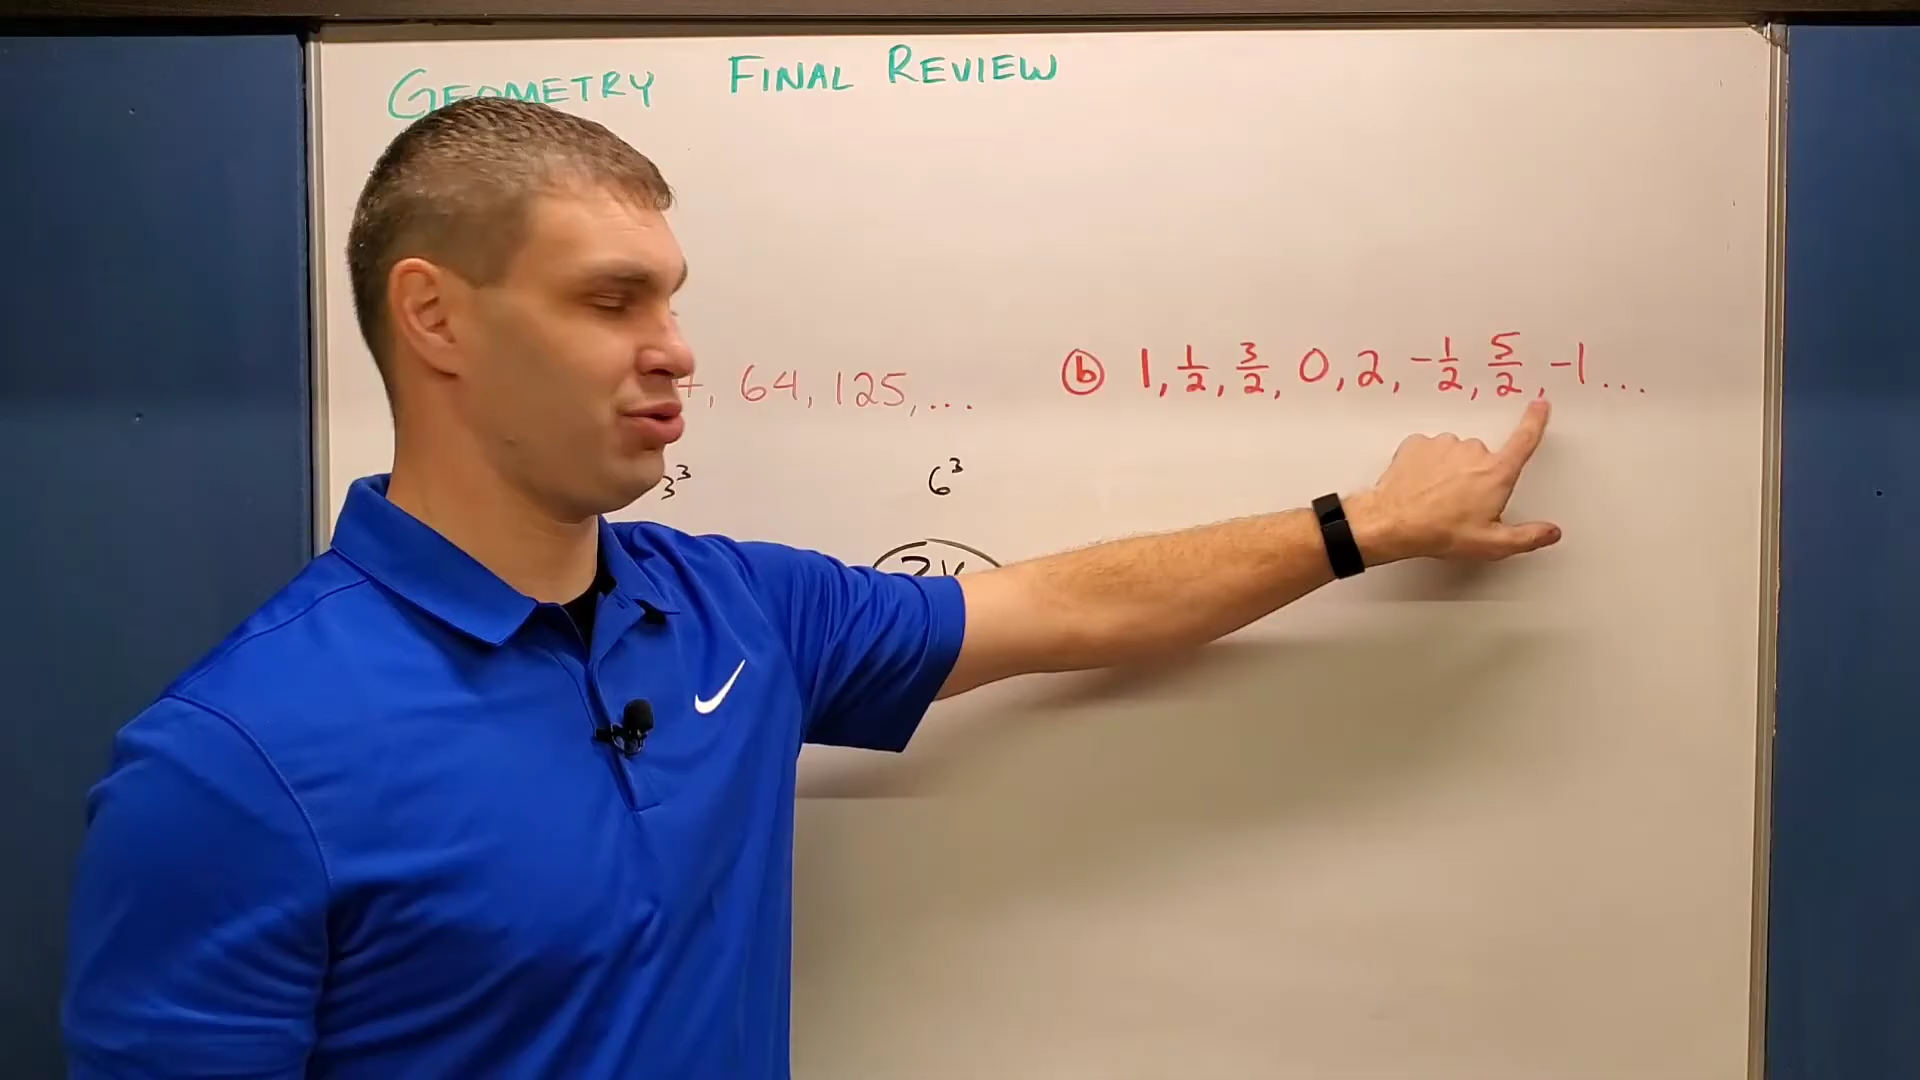 GEOMETRY FINAL REVIEW
64, 125, ...
ⓑ 1, 1/2, 3/2, 0, 2, -1/2, 5/2, -1 ...
3³ 6³